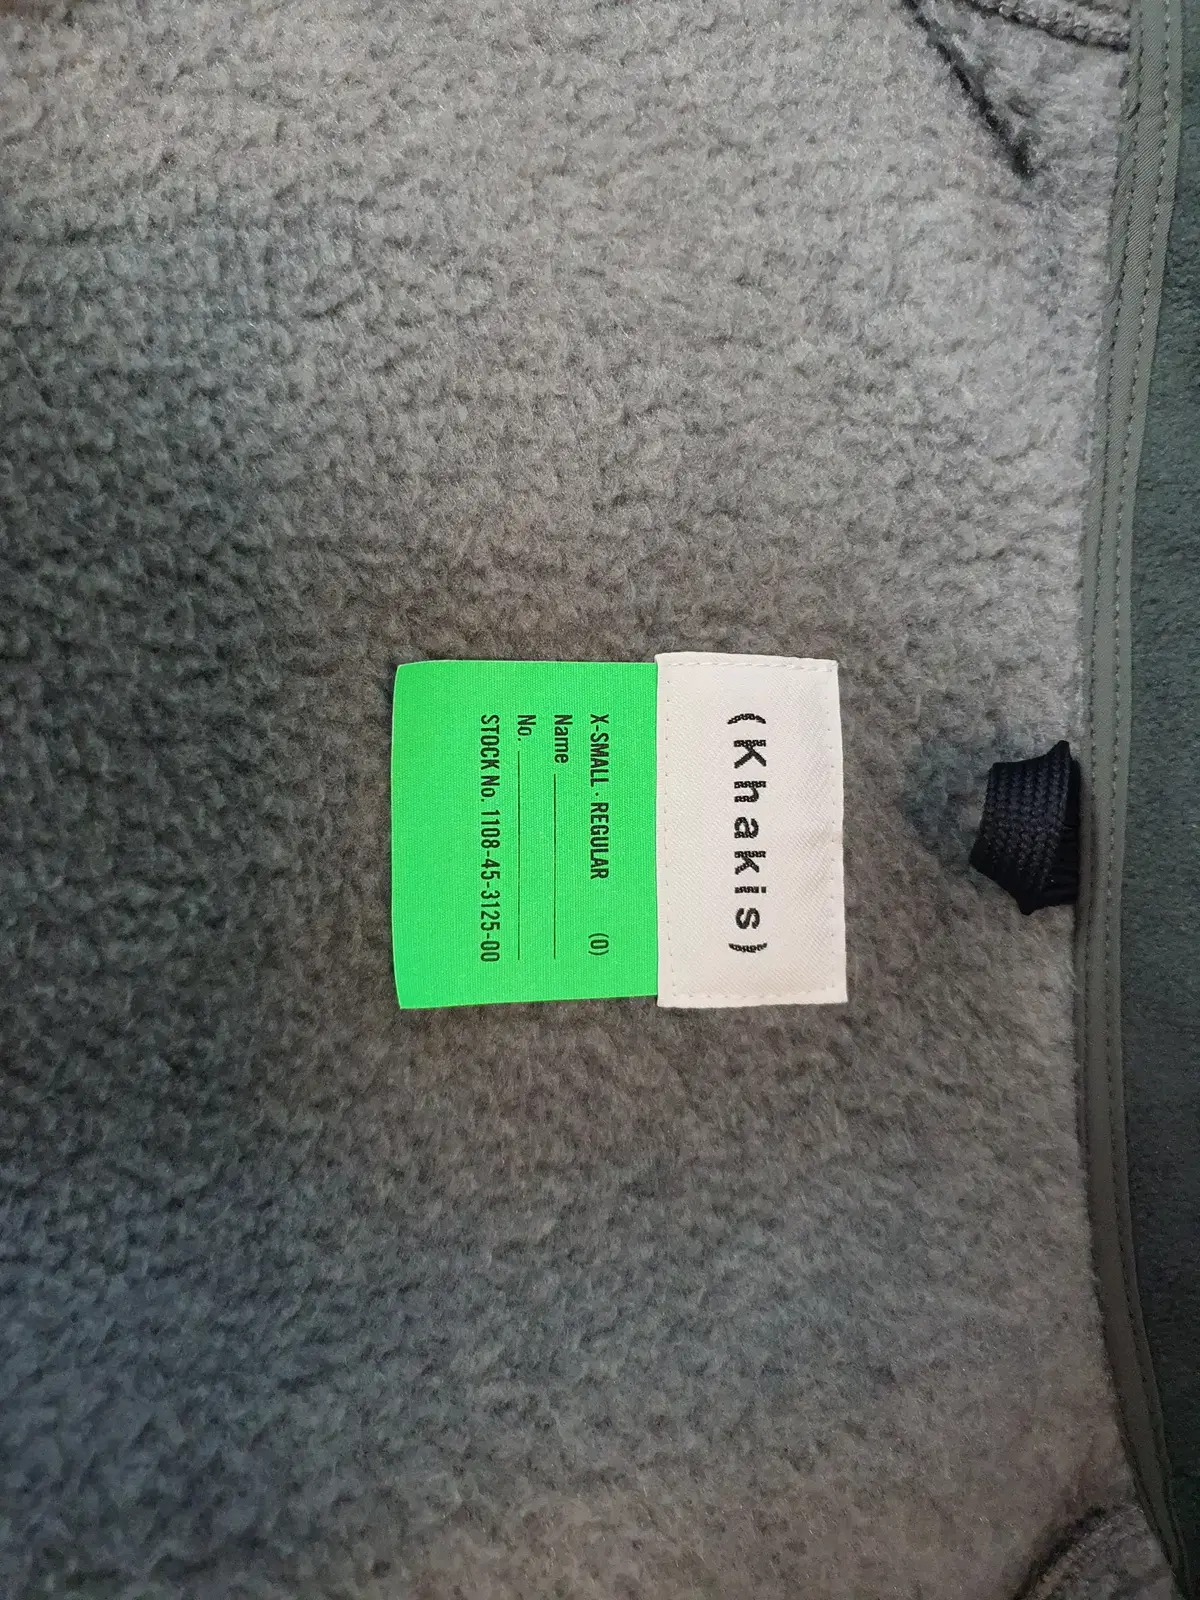 (Khakis)
X-SMALL · REGULAR (0)
Name
No.
STOCK No. 1108-45-3125-00